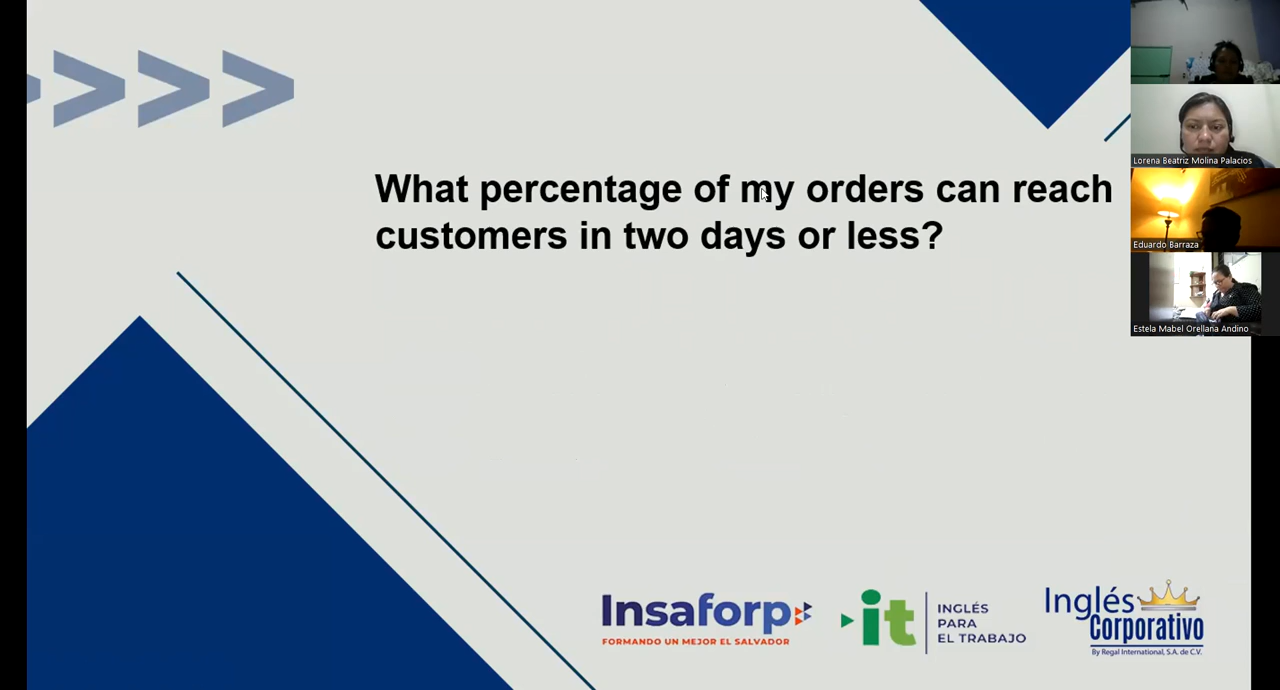 What percentage of my orders can reach
customers in two days or less?
Lorena Beatriz Molina Palacios
Eduardo Barraza
Estela Mabel Orellana Andino
Insaforp
FORMANDO UN MEJOR EL SALVADOR
it
INGLÉS
PARA
EL TRABAJO
Inglés
Corporativo
By Regal International, S.A. de C.V.